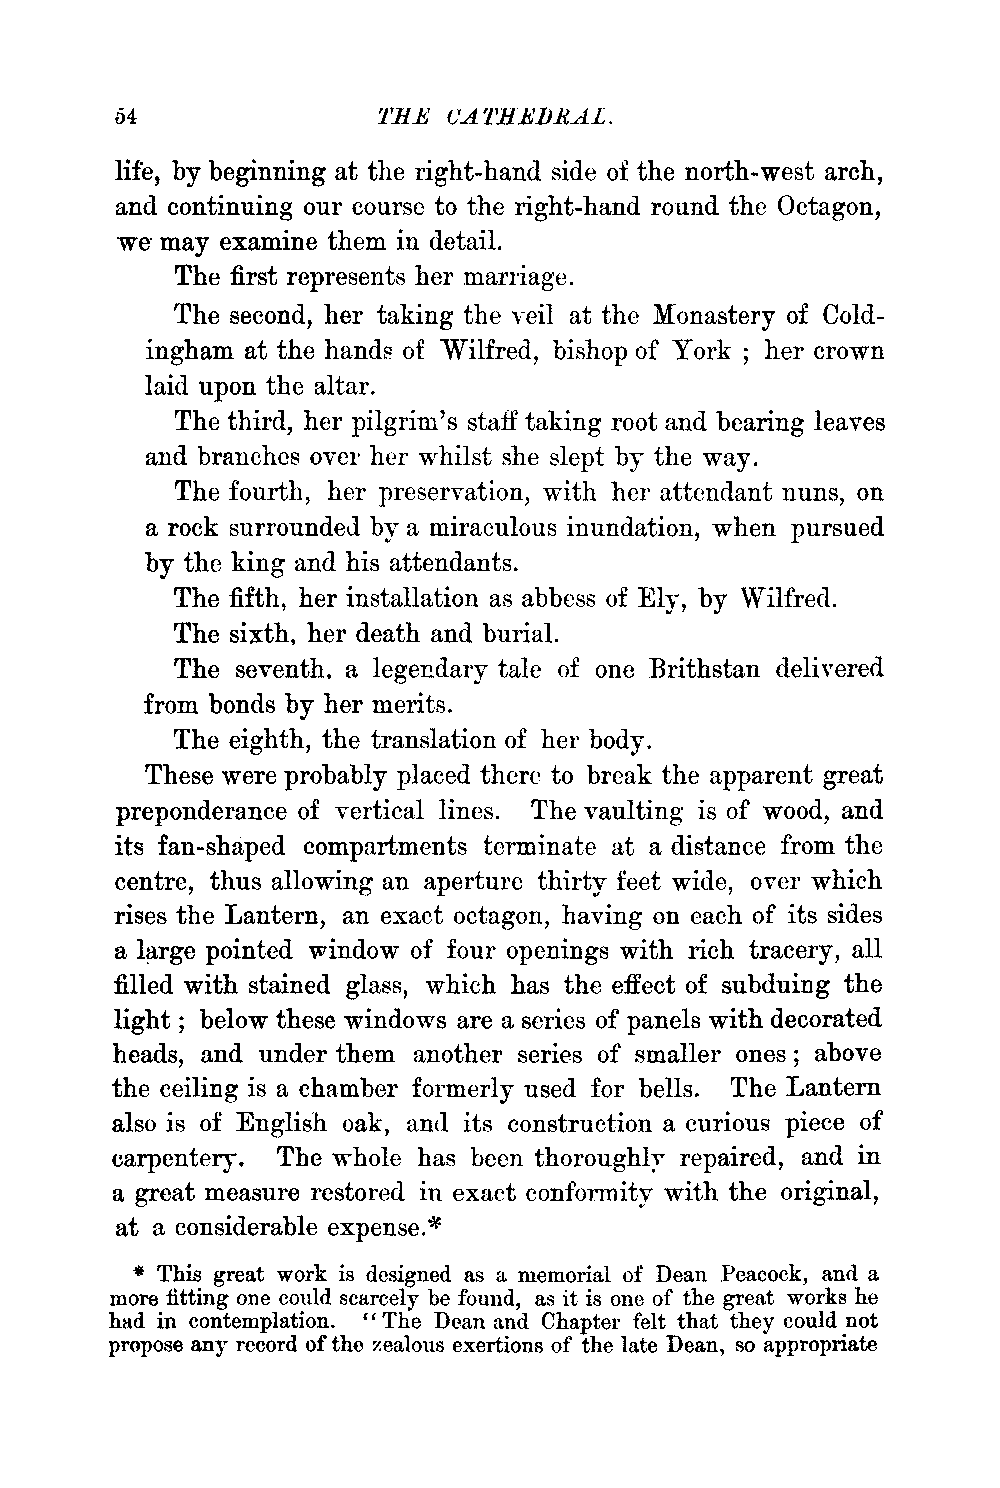 54 THE CATHEDRAL.
life, by beginning at the right-hand side of the north-west arch,
and continuing our course to the right-hand round the Octagon,
we may examine them in detail.
The first represents her marriage.
The second, her taking the veil at the Monastery of Cold-
ingham at the hands of Wilfred, bishop of York ; her crown
laid upon the altar.
The third, her pilgrim's staff taking root and bearing leaves
and branches over her whilst she slept by the way.
The fourth, her preservation, with her attendant nuns, on
a rock surrounded by a miraculous inundation, when pursued
by the king and his attendants.
The fifth, her installation as abbess of Ely, by Wilfred.
The sixth, her death and burial.
The seventh, a legendary tale of one Brithstan delivered
from bonds by her merits.
The eighth, the translation of her body.
These were probably placed there to break the apparent great
preponderance of vertical lines. The vaulting is of wood, and
its fan-shaped compartments terminate at a distance from the
centre, thus allowing an aperture thirty feet wide, over which
rises the Lantern, an exact octagon, having on each of its sides
a large pointed window of four openings with rich tracery, all
filled with stained glass, which has the effect of subduing the
light ; below these windows are a series of panels with decorated
heads, and under them another series of smaller ones ; above
the ceiling is a chamber formerly used for bells. The Lantern
also is of English oak, and its construction a curious piece of
carpentery. The whole has been thoroughly repaired, and in
a great measure restored in exact conformity with the original,
at a considerable expense.*
* This great work is designed as a memorial of Dean Peacock, and a
more fitting one could scarcely be found, as it is one of the great works he
had in contemplation. "The Dean and Chapter felt that they could not
propose any record of the zealous exertions of the late Dean, so appropriate